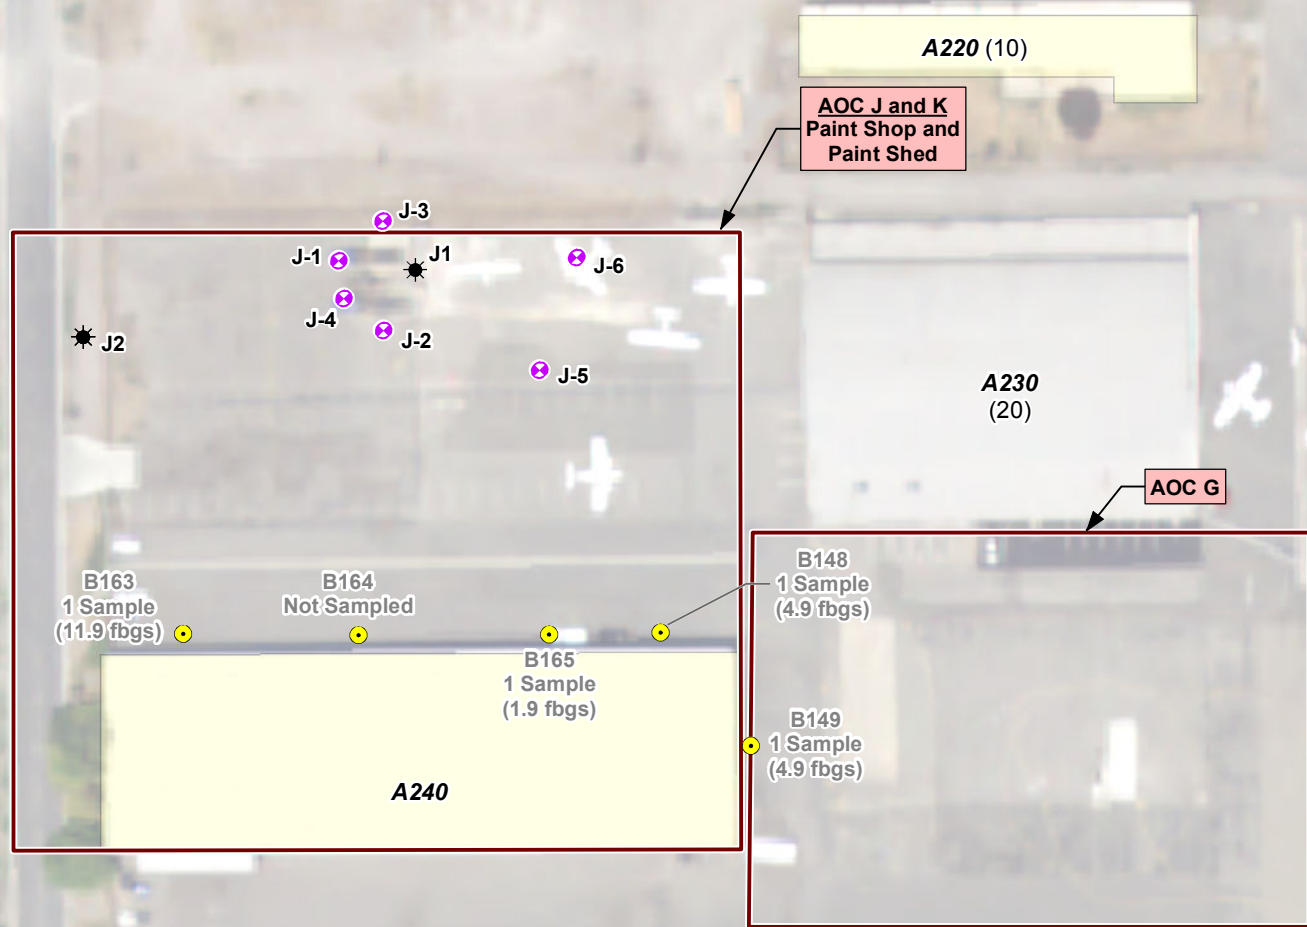 A220 (10)
AOC J and K
Paint Shop and
Paint Shed
J-3
J-1
J1
J-6
J-4
J-2
J2
J-5
A230
(20)
AOC G
B148
1 Sample
(4.9 fbgs)
B163
1 Sample
(11.9 fbgs)
B164
Not Sampled
B165
1 Sample
(1.9 fbgs)
B149
1 Sample
(4.9 fbgs)
A240